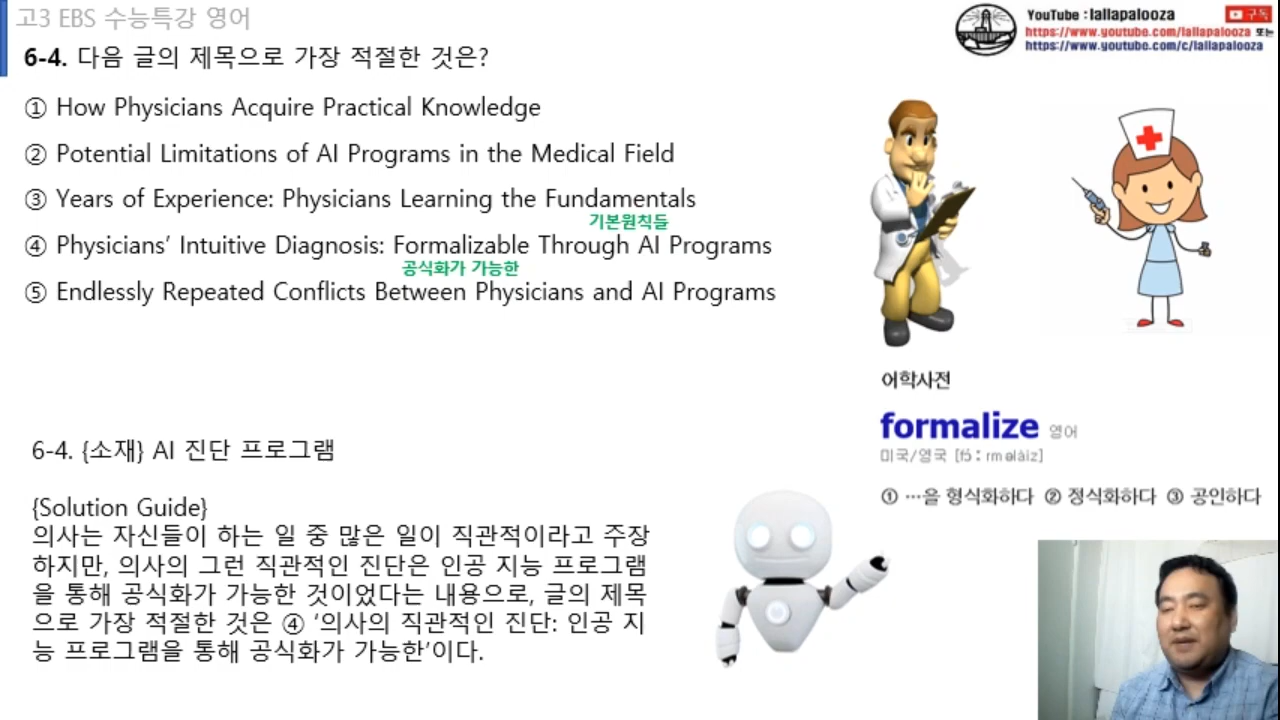 고3 EBS 수능특강 영어
YouTube : lallapalooza
구독
https://www.youtube.com/lallapalooza 또는
https://www.youtube.com/c/lallapalooza
6-4. 다음 글의 제목으로 가장 적절한 것은?
① How Physicians Acquire Practical Knowledge
② Potential Limitations of AI Programs in the Medical Field
③ Years of Experience: Physicians Learning the Fundamentals
기본원칙들
④ Physicians’ Intuitive Diagnosis: Formalizable Through AI Programs
공식화가 가능한
⑤ Endlessly Repeated Conflicts Between Physicians and AI Programs
어학사전
formalize 영어
미국/영국 [fɔ́ːrməlàiz]
① …을 형식화하다 ② 정식화하다 ③ 공인하다
6-4. {소재} AI 진단 프로그램
{Solution Guide}
의사는 자신들이 하는 일 중 많은 일이 직관적이라고 주장
하지만, 의사의 그런 직관적인 진단은 인공 지능 프로그램
을 통해 공식화가 가능한 것이었다는 내용으로, 글의 제목
으로 가장 적절한 것은 ④ ‘의사의 직관적인 진단: 인공 지
능 프로그램을 통해 공식화가 가능한’이다.